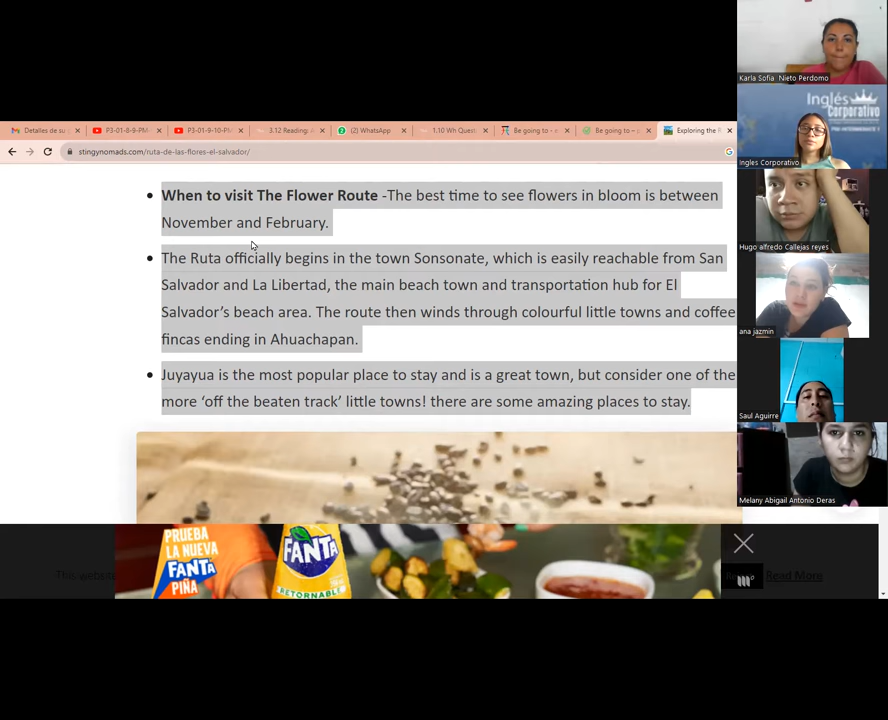 Karla Sofia Nieto Perdomo
Inglés
Corporativo
Ingles Corporativo
Detalles de su
P3-01-8-9-PM-
P3-01-9-10-P
3.12 Reading:
(2) WhatsApp
1.10 Wh Quest
Be going to -
Be going to – p
Exploring the R
stingynomads.com/ruta-de-las-flores-el-salvador/
When to visit The Flower Route -The best time to see flowers in bloom is between
November and February.
Hugo alfredo Callejas reyes
The Ruta officially begins in the town Sonsonate, which is easily reachable from San
Salvador and La Libertad, the main beach town and transportation hub for El
Salvador’s beach area. The route then winds through colourful little towns and coffee
fincas ending in Ahuachapan.
ana jazmin
Juyayua is the most popular place to stay and is a great town, but consider one of the
more ‘off the beaten track’ little towns! there are some amazing places to stay.
Saul Aguirre
Melany Abigail Antonio Deras
PRUEBA
LA NUEVA
FANTA
PIÑA
FANTA
RETORNABLE
This website
Read More